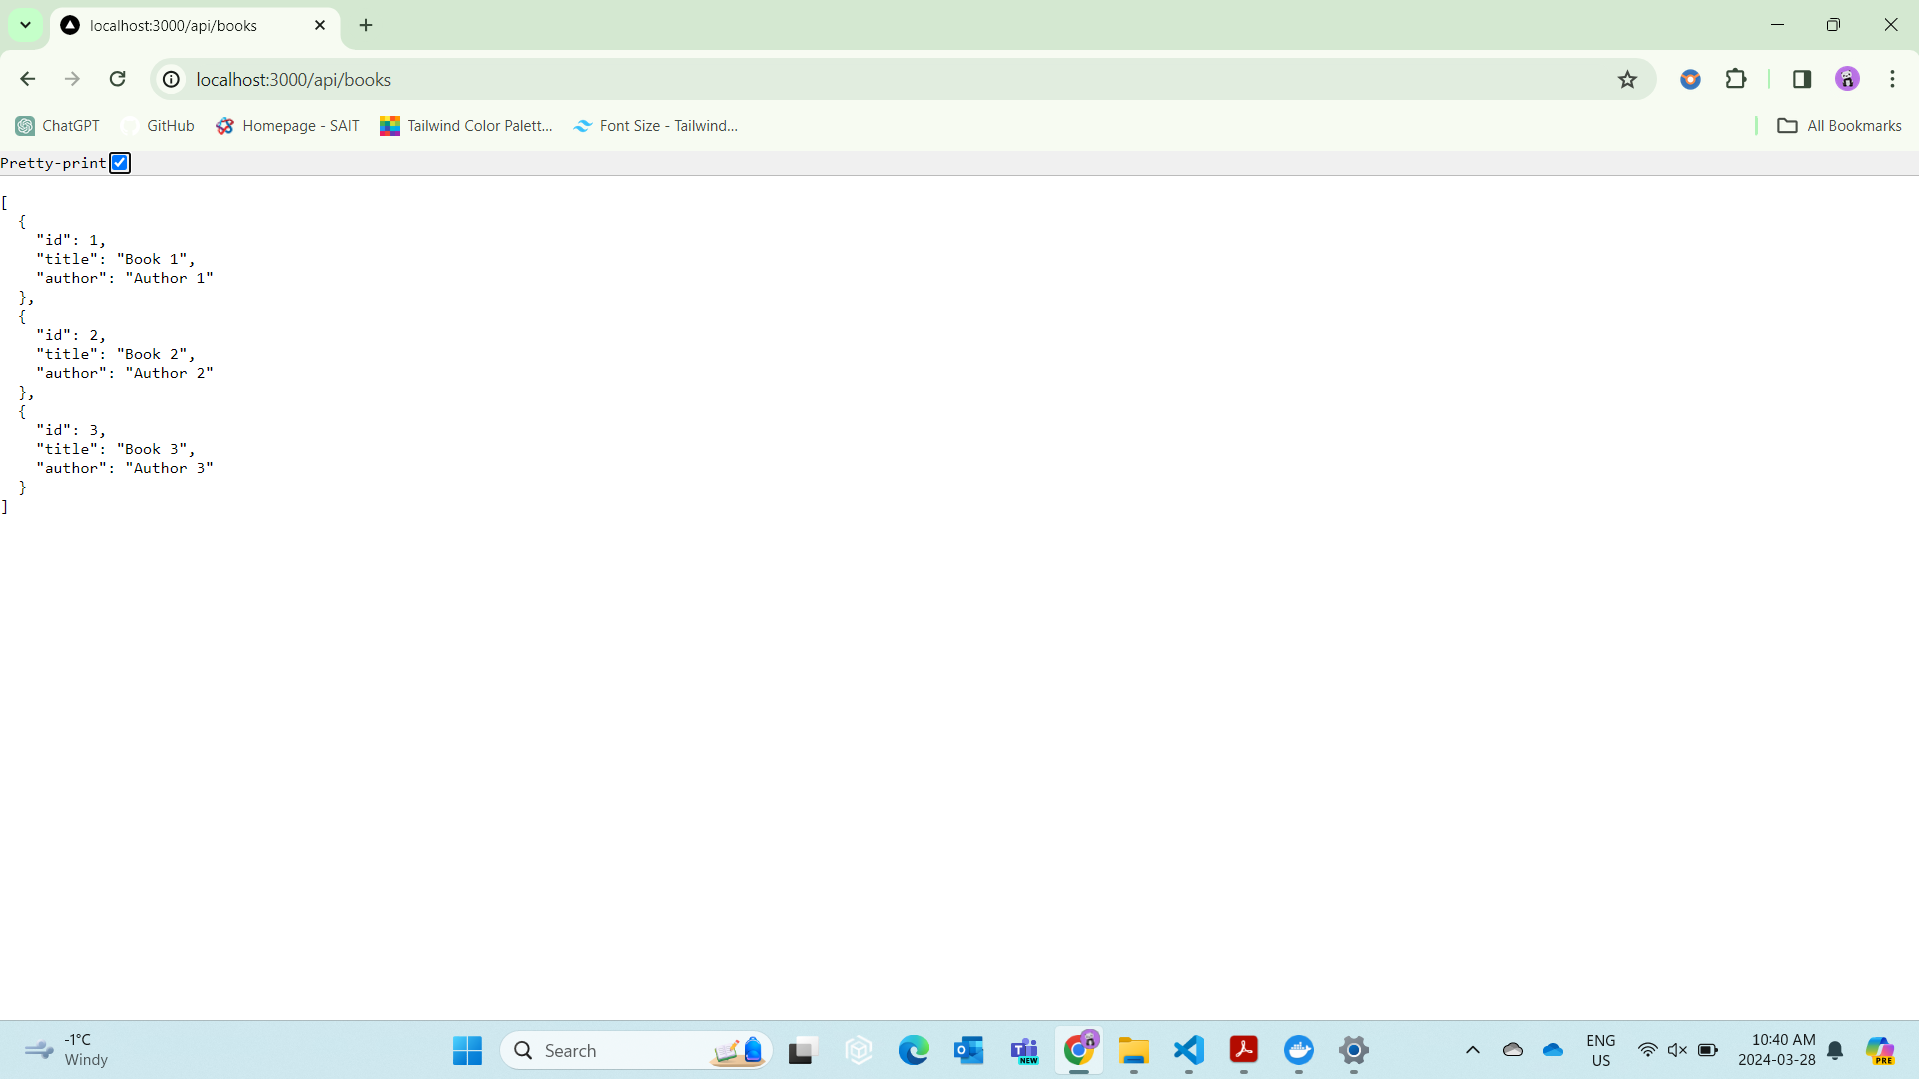 localhost:3000/api/books
localhost:3000/api/books
ChatGPT GitHub Homepage - SAIT Tailwind Color Palett... Font Size - Tailwind... All Bookmarks
Pretty-print
[
  {
    "id": 1,
    "title": "Book 1",
    "author": "Author 1"
  },
  {
    "id": 2,
    "title": "Book 2",
    "author": "Author 2"
  },
  {
    "id": 3,
    "title": "Book 3",
    "author": "Author 3"
  }
]
-1°C
Windy
Search
NEW
ENG
US
10:40 AM
2024-03-28
PRE